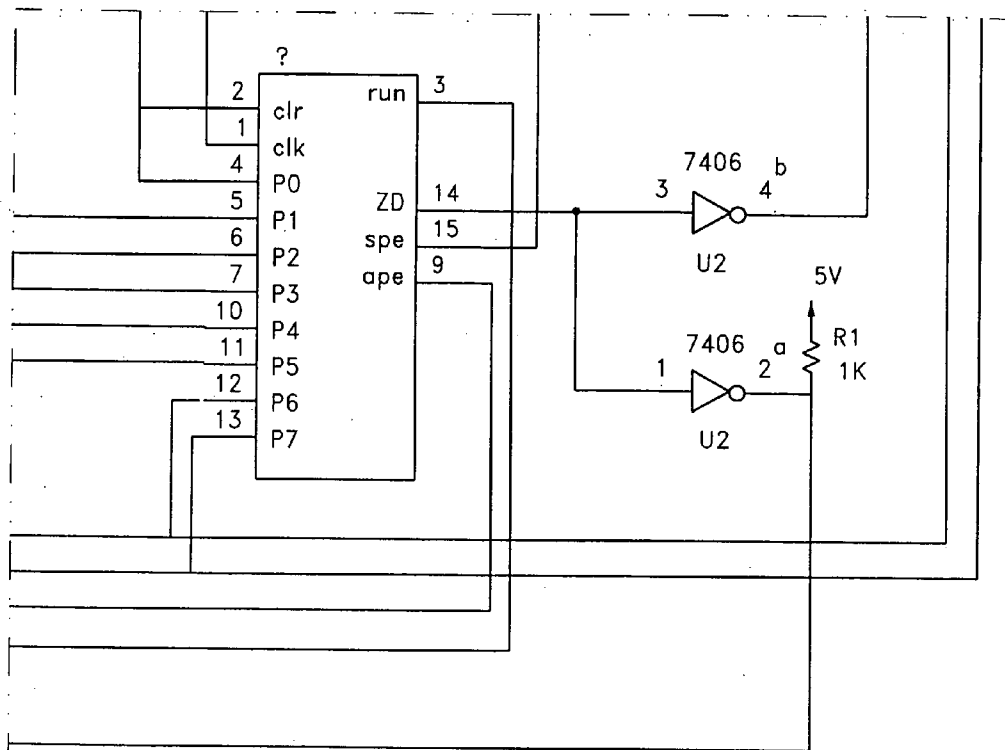 ?
2 clr run 3
1 clk
4 P0
5 P1 ZD 14
6 P2 spe 15
7 P3 ape 9
10 P4
11 P5
12 P6
13 P7
7406 b
3 4
U2
5V
7406 a R1
1 2 1K
U2